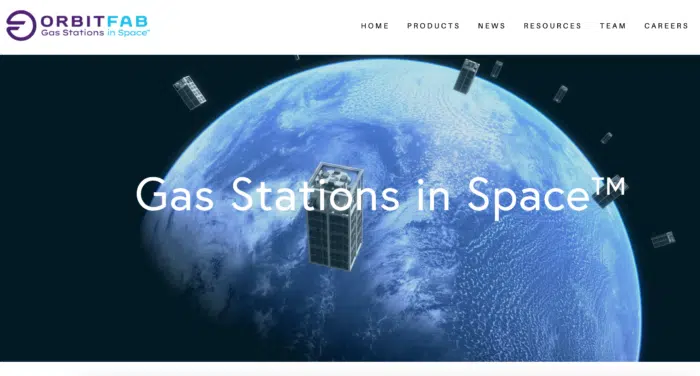 ORBITFAB
Gas Stations in Space™
HOME PRODUCTS NEWS RESOURCES TEAM CAREERS
Gas Stations in Space™